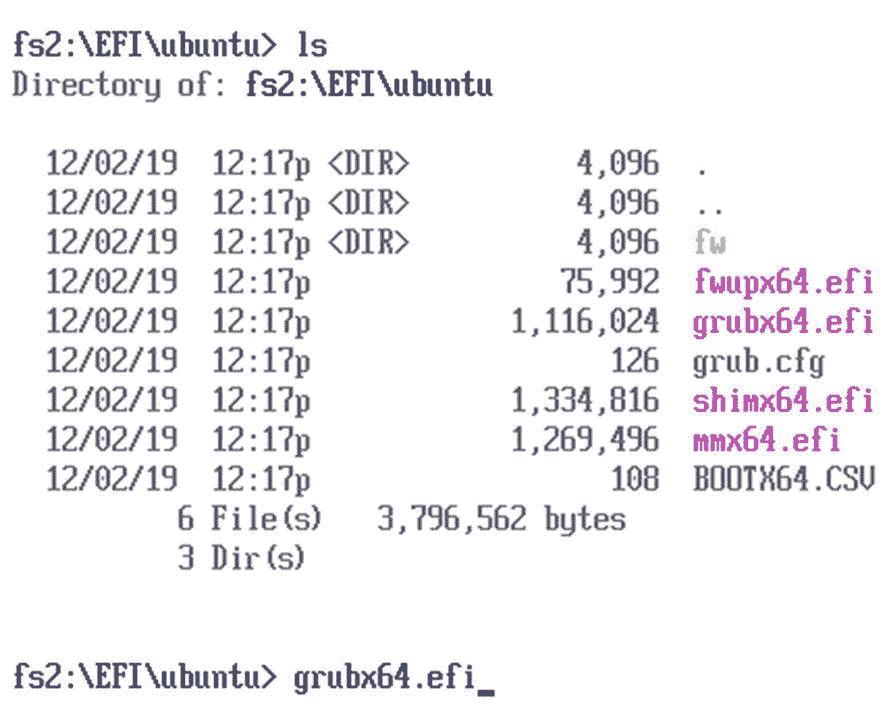 fs2:\EFI\ubuntu> ls
Directory of: fs2:\EFI\ubuntu
12/02/19 12:17p <DIR> 4,096 .
12/02/19 12:17p <DIR> 4,096 ..
12/02/19 12:17p <DIR> 4,096 fw
12/02/19 12:17p 75,992 fwupx64.efi
12/02/19 12:17p 1,116,024 grubx64.efi
12/02/19 12:17p 126 grub.cfg
12/02/19 12:17p 1,334,816 shimx64.efi
12/02/19 12:17p 1,269,496 mmx64.efi
12/02/19 12:17p 108 BOOTX64.CSV
6 File(s) 3,796,562 bytes
3 Dir(s)
fs2:\EFI\ubuntu> grubx64.efi_